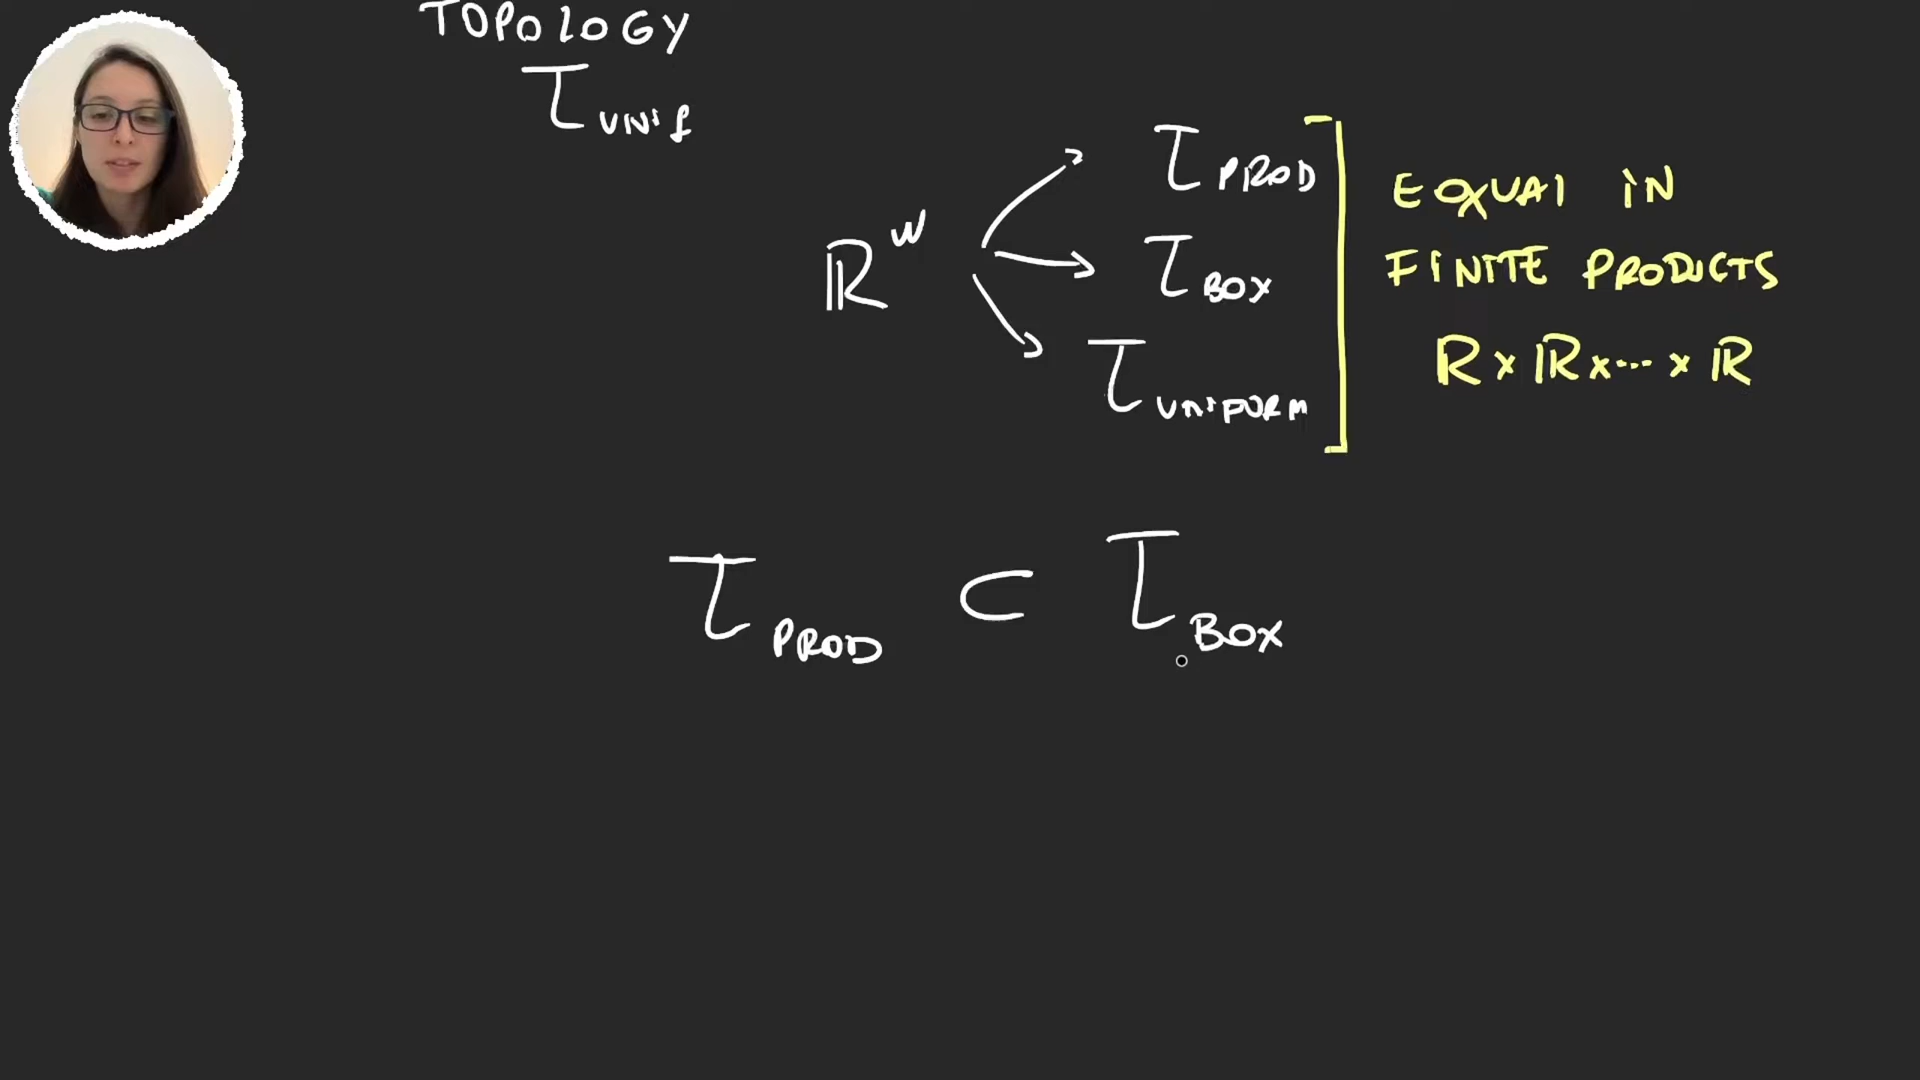 TOPOLOGY
τ unif
τ PROD
ℝ^ω
τ BOX
τ UNIFORM
EQUAL IN
FINITE PRODUCTS
ℝ × ℝ × ... × ℝ
τ PROD ⊂ τ BOX